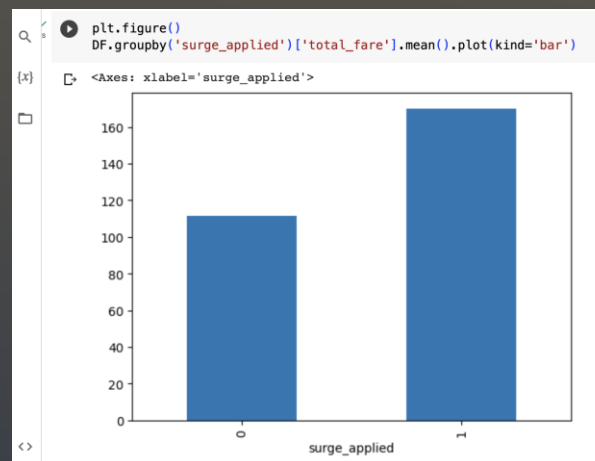 plt.figure()
DF.groupby('surge_applied')['total_fare'].mean().plot(kind='bar')
s
{x}
<Axes: xlabel='surge_applied'>
160
140
120
100
80
60
40
20
0
0
1
surge_applied
<>